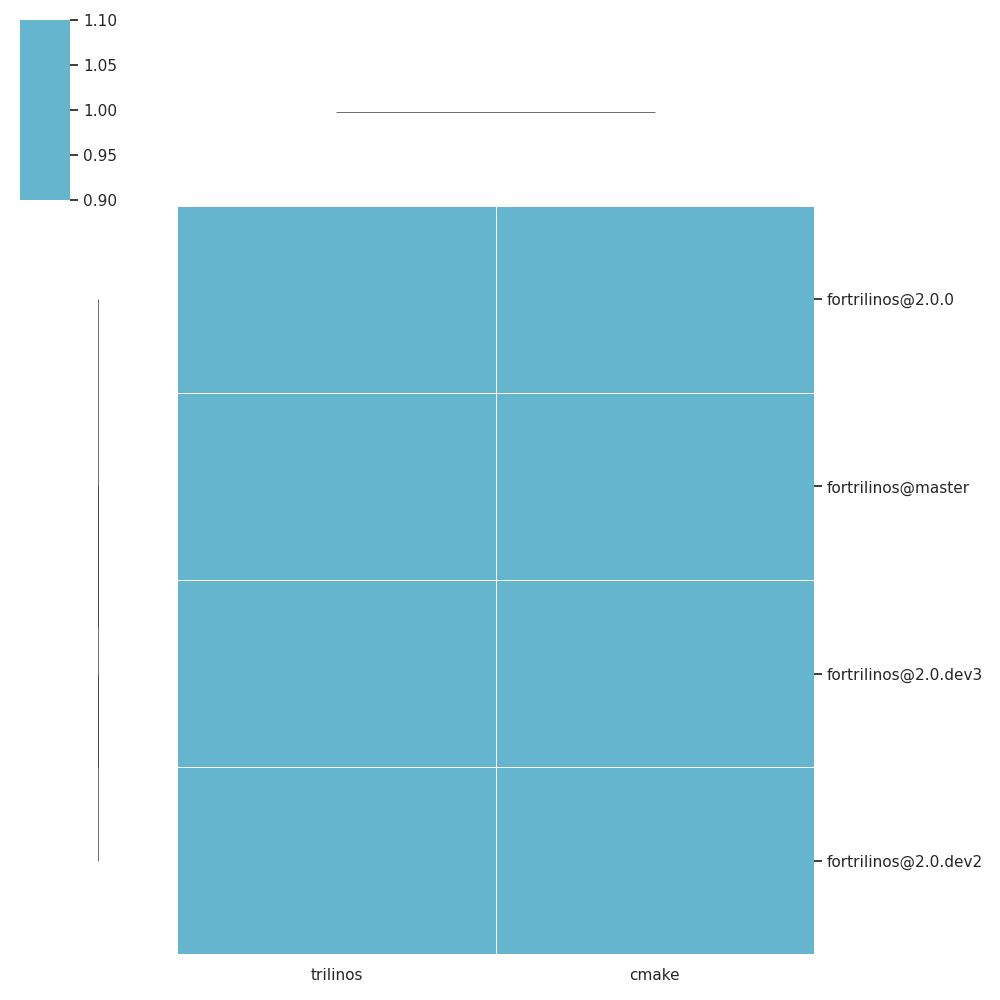 1.10
1.05
1.00
0.95
0.90
fortrilinos@2.0.0
fortrilinos@master
fortrilinos@2.0.dev3
fortrilinos@2.0.dev2
trilinos cmake